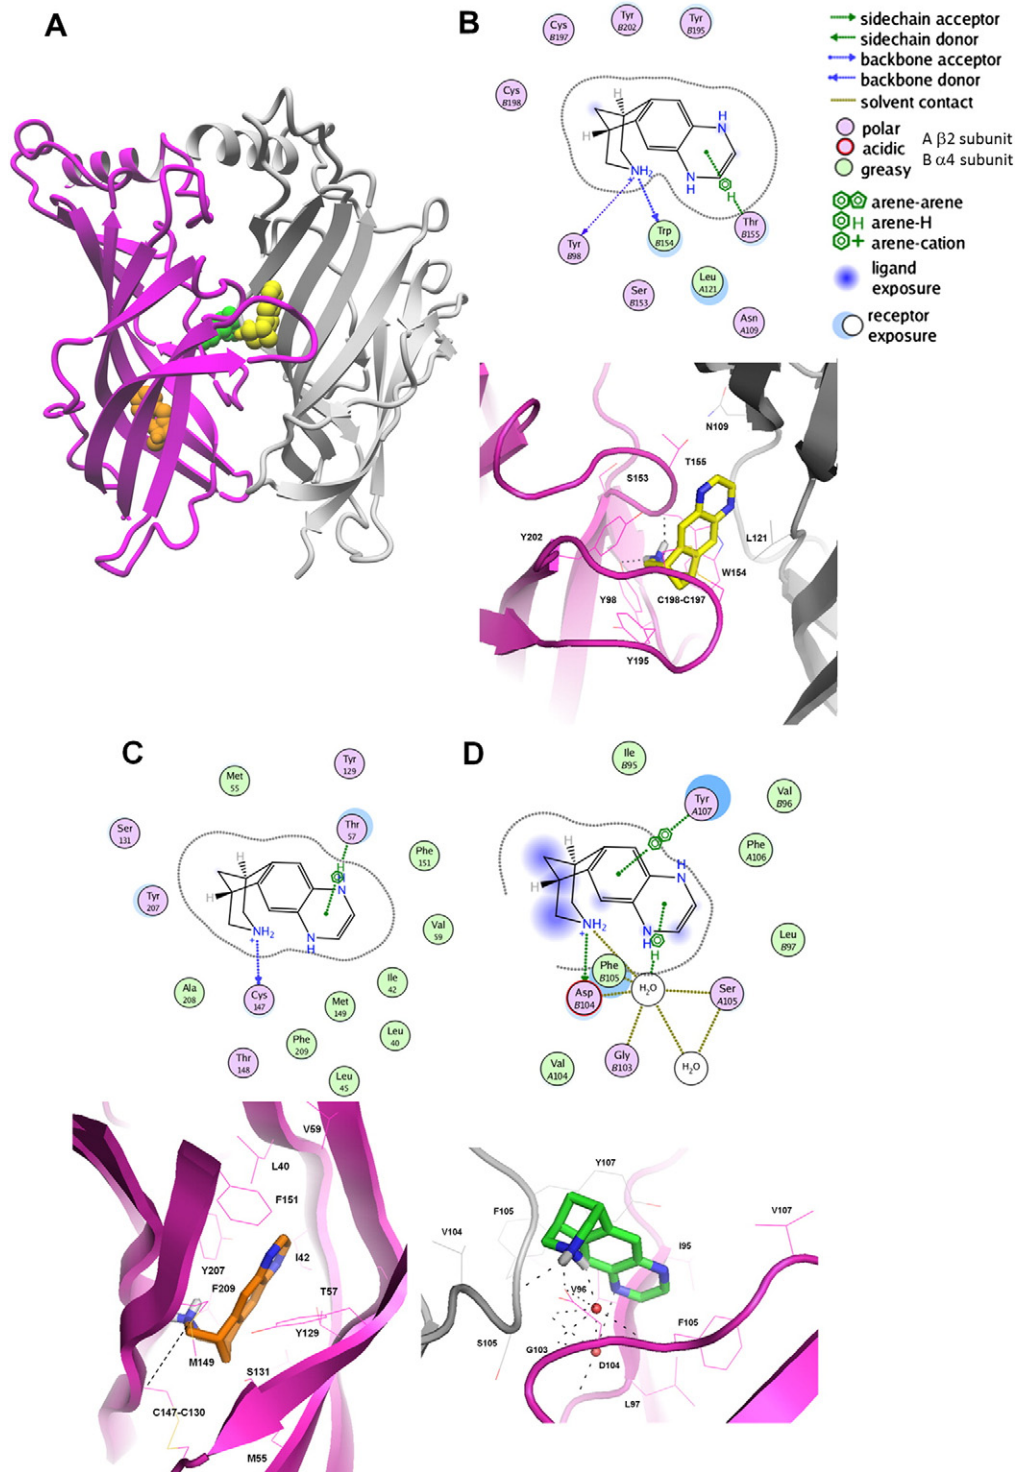 A
B
Cys
B197
Tyr
B202
Tyr
B195
Cys
B198
H
H
H
N
N
H
NH2
+
H
Tyr
B98
Trp
B154
Thr
B155
Ser
B153
Leu
A121
Asn
A109
sidechain acceptor
sidechain donor
backbone acceptor
backbone donor
solvent contact
polar
acidic
greasy
A β2 subunit
B α4 subunit
arene-arene
H arene-H
+ arene-cation
ligand
exposure
receptor
exposure
N109
T155
S153
Y202
L121
W154
Y98
C198-C197
Y195
C
Met
55
Tyr
129
Ser
131
Thr
57
Phe
151
Tyr
207
H
H
H
H
N
N
H
NH2
+
Val
59
Ala
208
Cys
147
Met
149
Ile
42
Leu
40
Phe
209
Thr
148
Leu
45
D
Ile
B95
Tyr
A107
Val
B96
Phe
A106
H
H
H
N
N
H
NH2
+
H
Leu
B97
Phe
B105
Asp
B104
H2O
Ser
A105
Gly
B103
H2O
Val
A104
V59
L40
F151
I42
Y207
F209
T57
Y129
M149
S131
C147-C130
M55
Y107
F105
V107
V104
I95
V96
F105
S105
G103
D104
L97